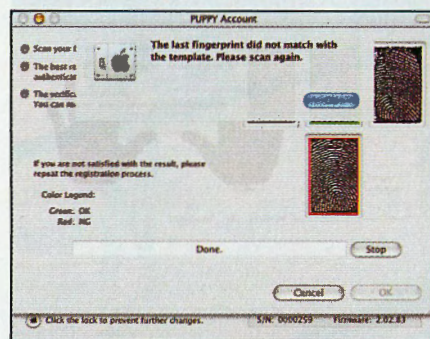 PUPPY Account
Scan your f
The best re
authenticat
The verific
You can re
The last fingerprint did not match with
the template. Please scan again.
If you are not satisfied with the result, please
repeat the registration process.
Color Legend:
Green: OK
Red: NG
Done.
Stop
Cancel
OK
Click the lock to prevent further changes.
S/N: 0000259
Firmware: 2.02.83